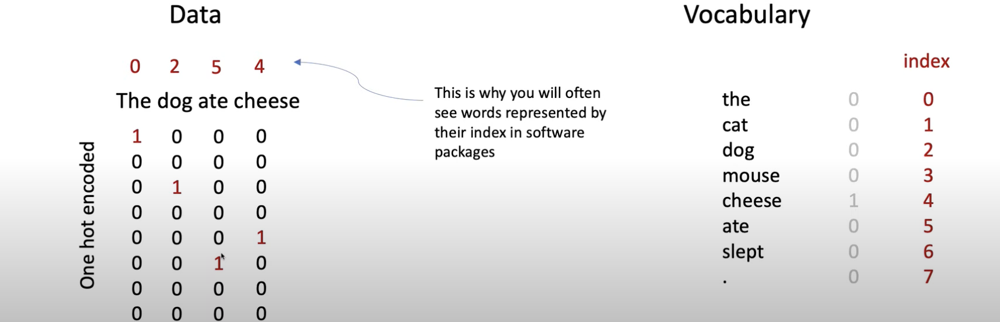 Data
0 2 5 4
The dog ate cheese
One hot encoded
1 0 0 0
0 0 0 0
0 1 0 0
0 0 0 0
0 0 0 1
0 0 1 0
0 0 0 0
0 0 0 0
This is why you will often
see words represented by
their index in software
packages
Vocabulary
index
the 0 0
cat 0 1
dog 0 2
mouse 0 3
cheese 1 4
ate 0 5
slept 0 6
. 0 7